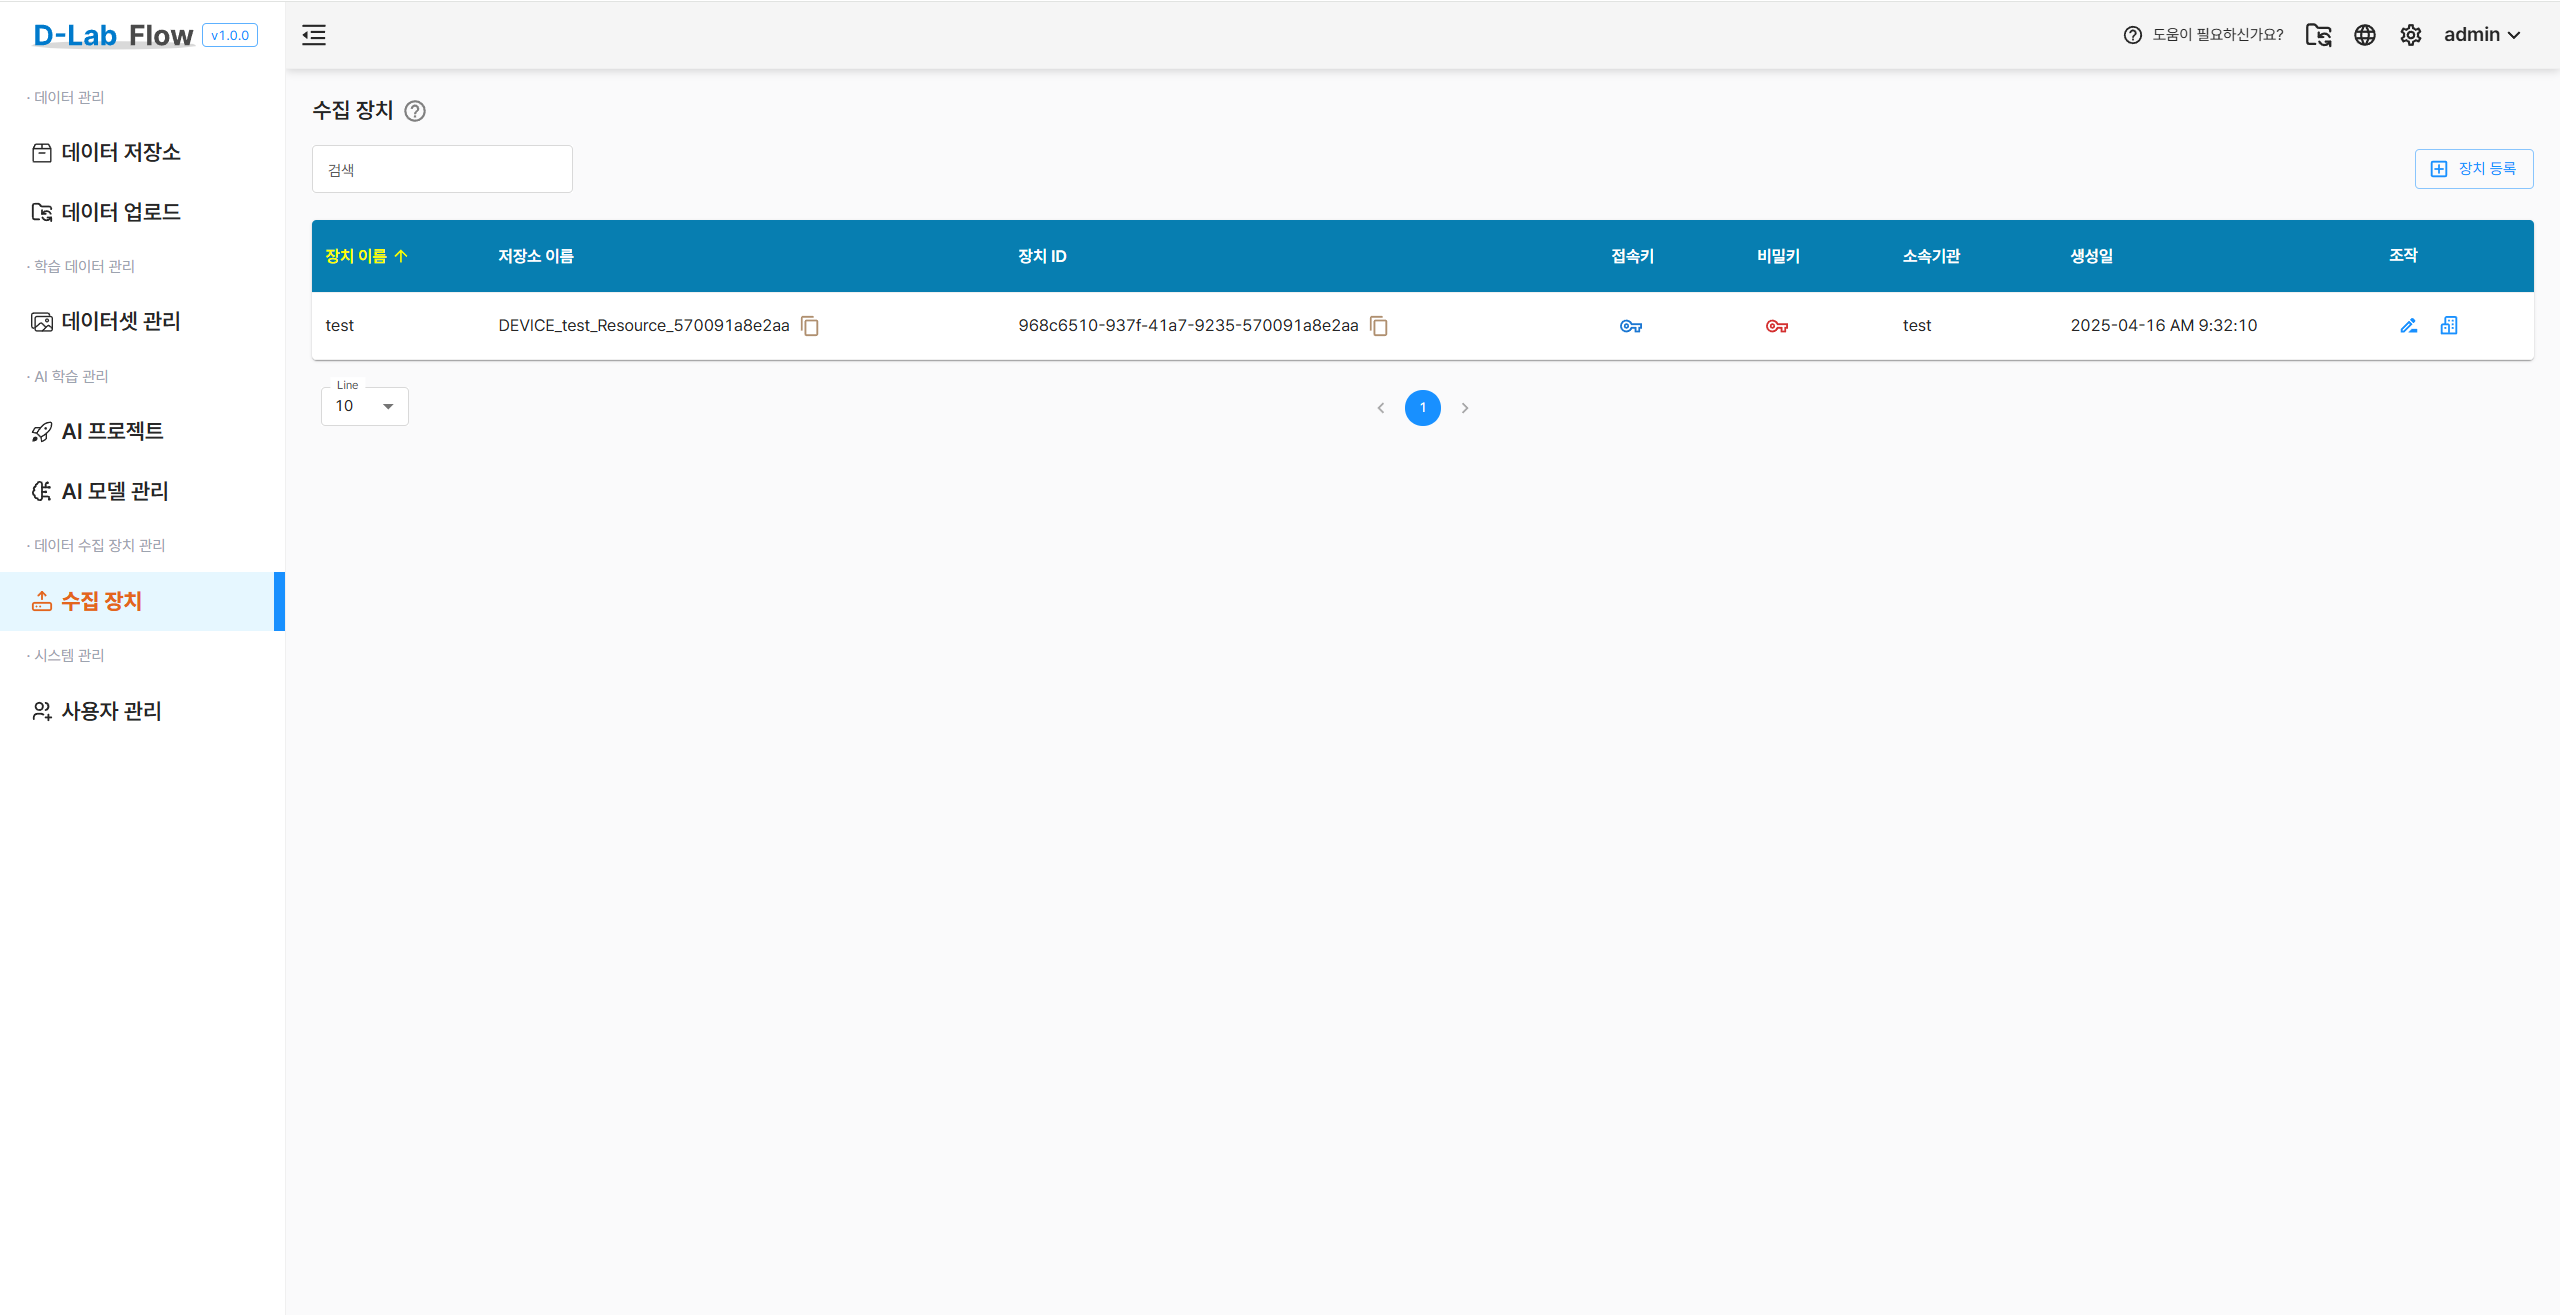 D-Lab Flow v1.0.0
도움이 필요하신가요? admin
· 데이터 관리
데이터 저장소
데이터 업로드
· 학습 데이터 관리
데이터셋 관리
· AI 학습 관리
AI 프로젝트
AI 모델 관리
· 데이터 수집 장치 관리
수집 장치
· 시스템 관리
사용자 관리
수집 장치
검색
장치 등록
장치 이름 저장소 이름 장치 ID 접속키 비밀키 소속기관 생성일 조작
test DEVICE_test_Resource_570091a8e2aa 968c6510-937f-41a7-9235-570091a8e2aa test 2025-04-16 AM 9:32:10
Line
10
1